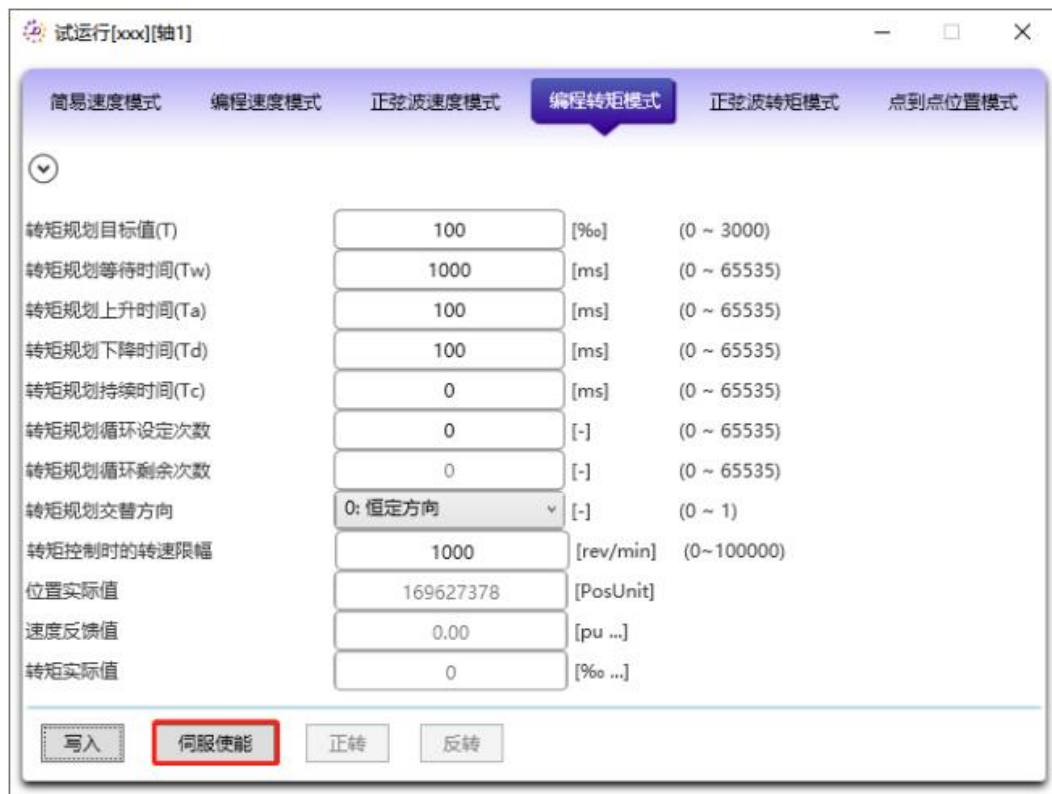 试运行[xxx][轴1]
简易速度模式 编程速度模式 正弦波速度模式 编程转矩模式 正弦波转矩模式 点到点位置模式
转矩规划目标值(T) 100 [‰] (0 ~ 3000)
转矩规划等待时间(Tw) 1000 [ms] (0 ~ 65535)
转矩规划上升时间(Ta) 100 [ms] (0 ~ 65535)
转矩规划下降时间(Td) 100 [ms] (0 ~ 65535)
转矩规划持续时间(Tc) 0 [ms] (0 ~ 65535)
转矩规划循环设定次数 0 [-] (0 ~ 65535)
转矩规划循环剩余次数 0 [-] (0 ~ 65535)
转矩规划交替方向 0: 恒定方向 [-] (0 ~ 1)
转矩控制时的转速限幅 1000 [rev/min] (0~100000)
位置实际值 169627378 [PosUnit]
速度反馈值 0.00 [pu ...]
转矩实际值 0 [‰ ...]
写入 伺服使能 正转 反转